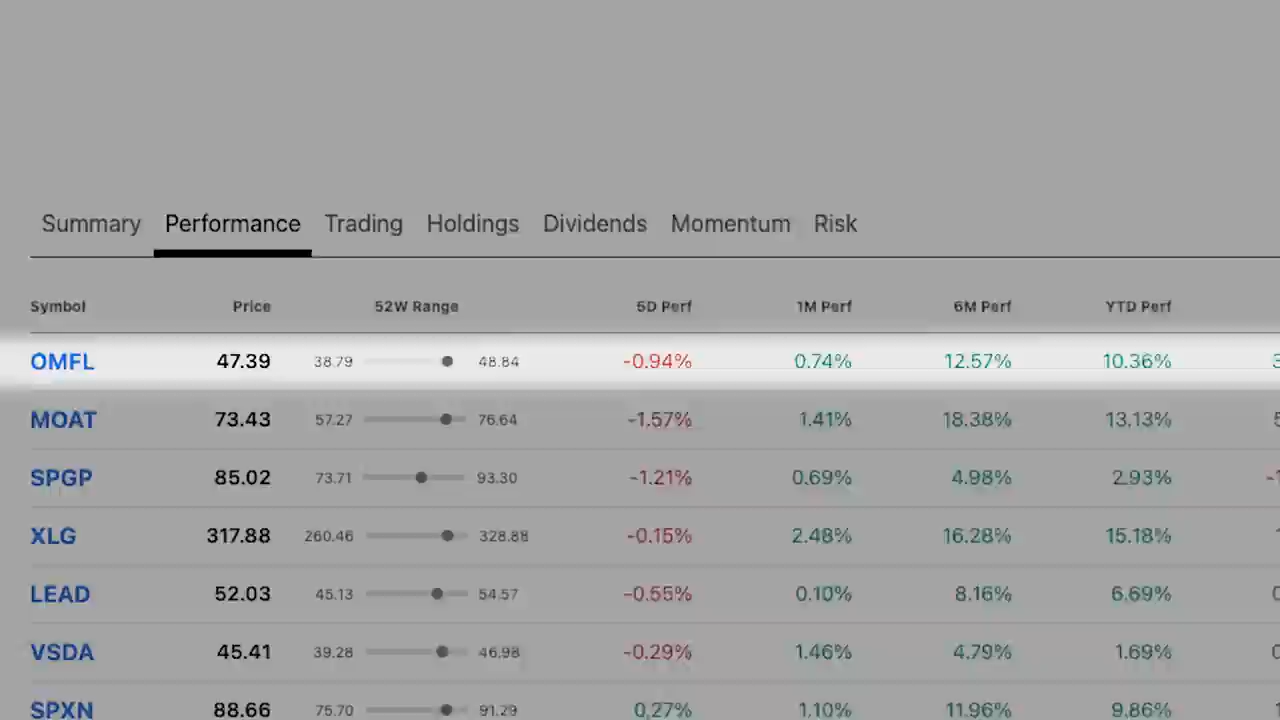 Summary Performance Trading Holdings Dividends Momentum Risk
Symbol Price 52W Range 5D Perf 1M Perf 6M Perf YTD Perf
OMFL 47.39 38.79 48.84 -0.94% 0.74% 12.57% 10.36% 3
MOAT 73.43 57.27 76.64 -1.57% 1.41% 18.38% 13.13% 5
SPGP 85.02 73.71 93.30 -1.21% 0.69% 4.98% 2.93% -1
XLG 317.88 260.46 328.88 -0.15% 2.48% 16.28% 15.18%
LEAD 52.03 45.13 54.57 -0.55% 0.10% 8.16% 6.69% 0
VSDA 45.41 39.28 46.98 -0.29% 1.46% 4.79% 1.69% 0
SPXN 88.66 75.70 91.29 0.27% 1.10% 11.96% 9.86%